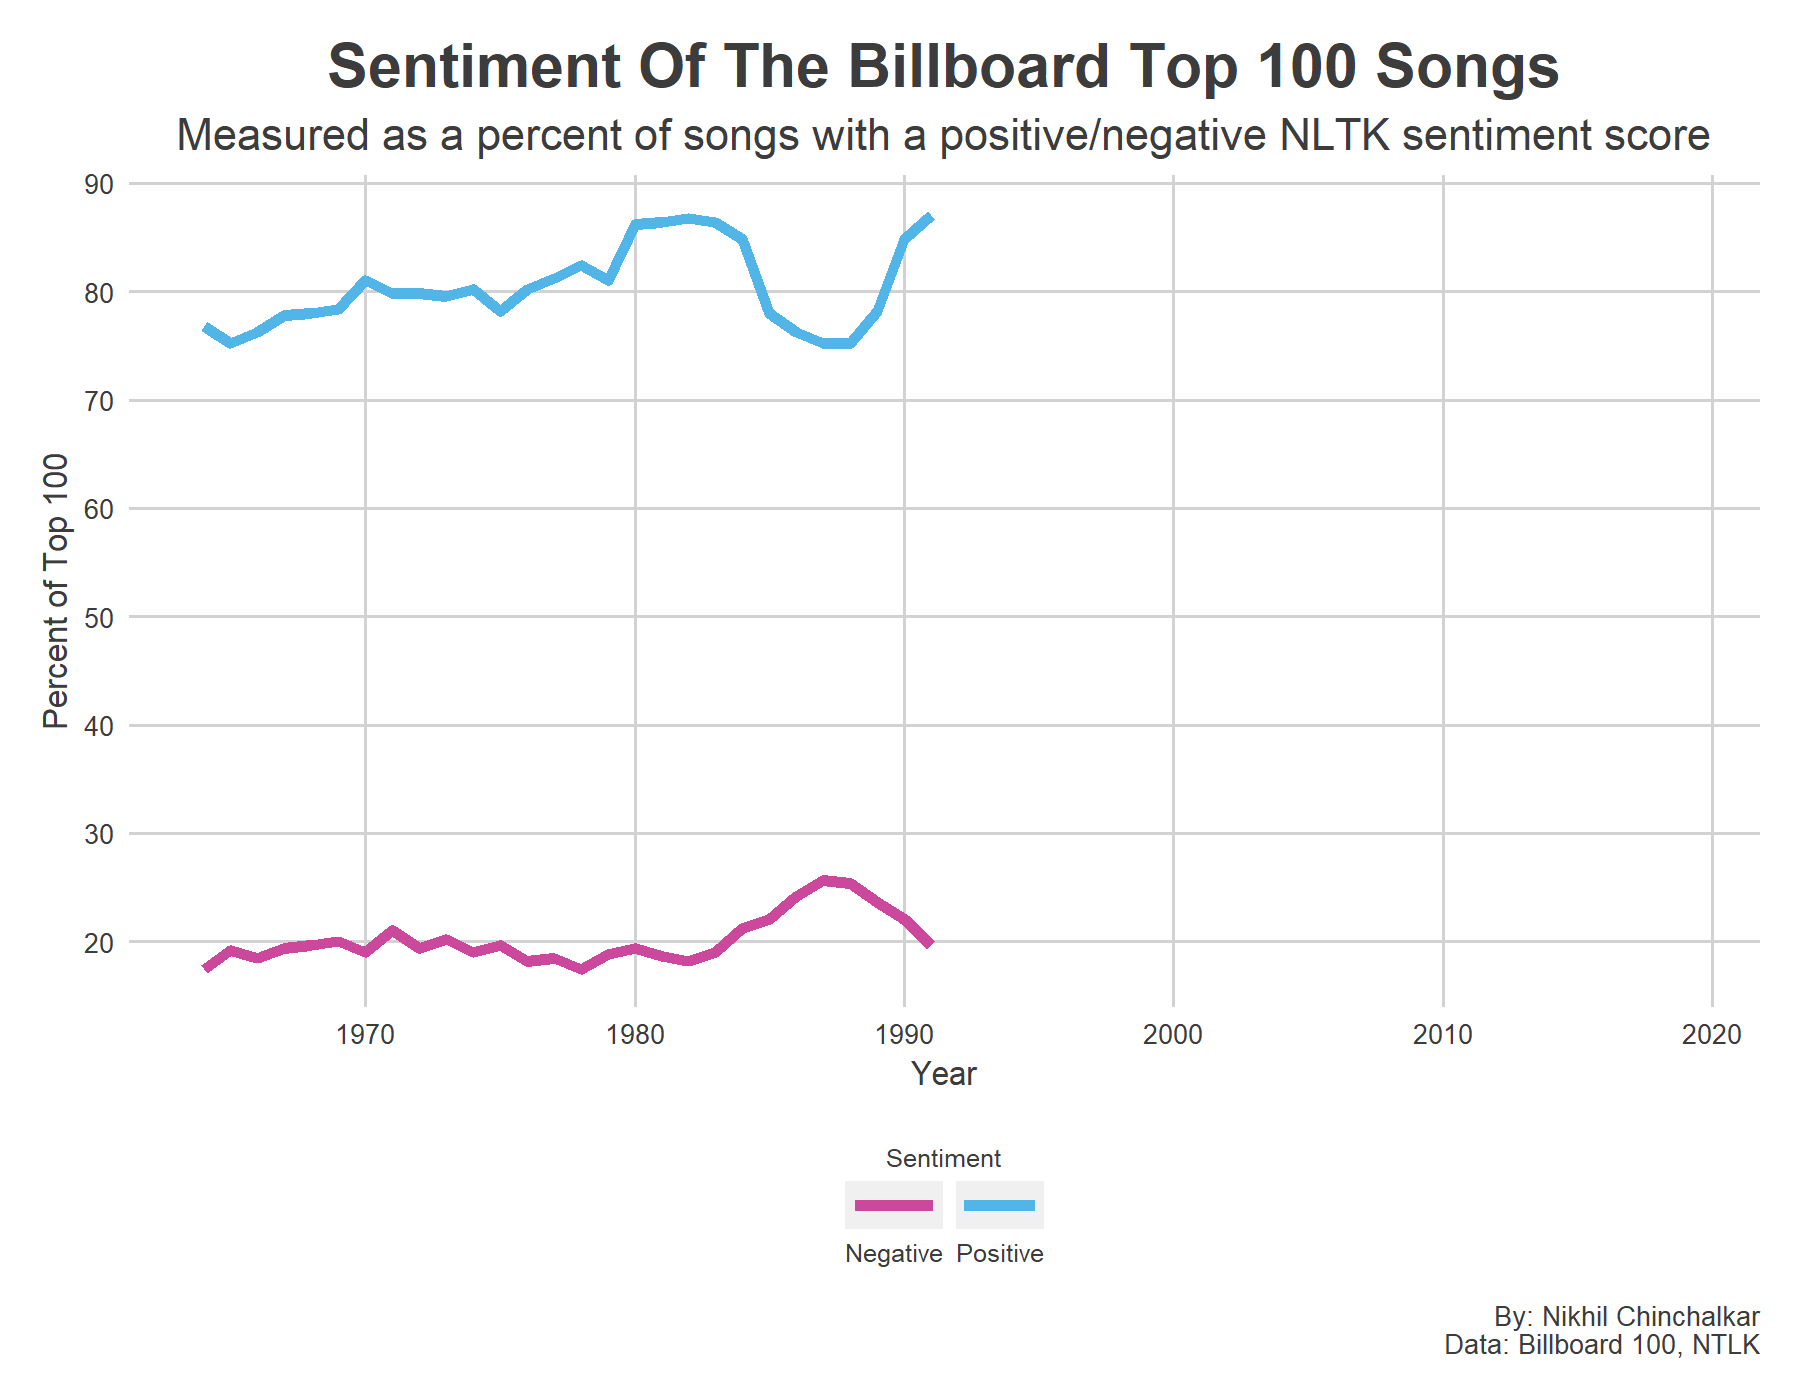 Sentiment Of The Billboard Top 100 Songs
Measured as a percent of songs with a positive/negative NLTK sentiment score
90
80
70
60
50
40
30
20
Percent of Top 100
1970 1980 1990 2000 2010 2020
Year
Sentiment
Negative Positive
By: Nikhil Chinchalkar
Data: Billboard 100, NTLK